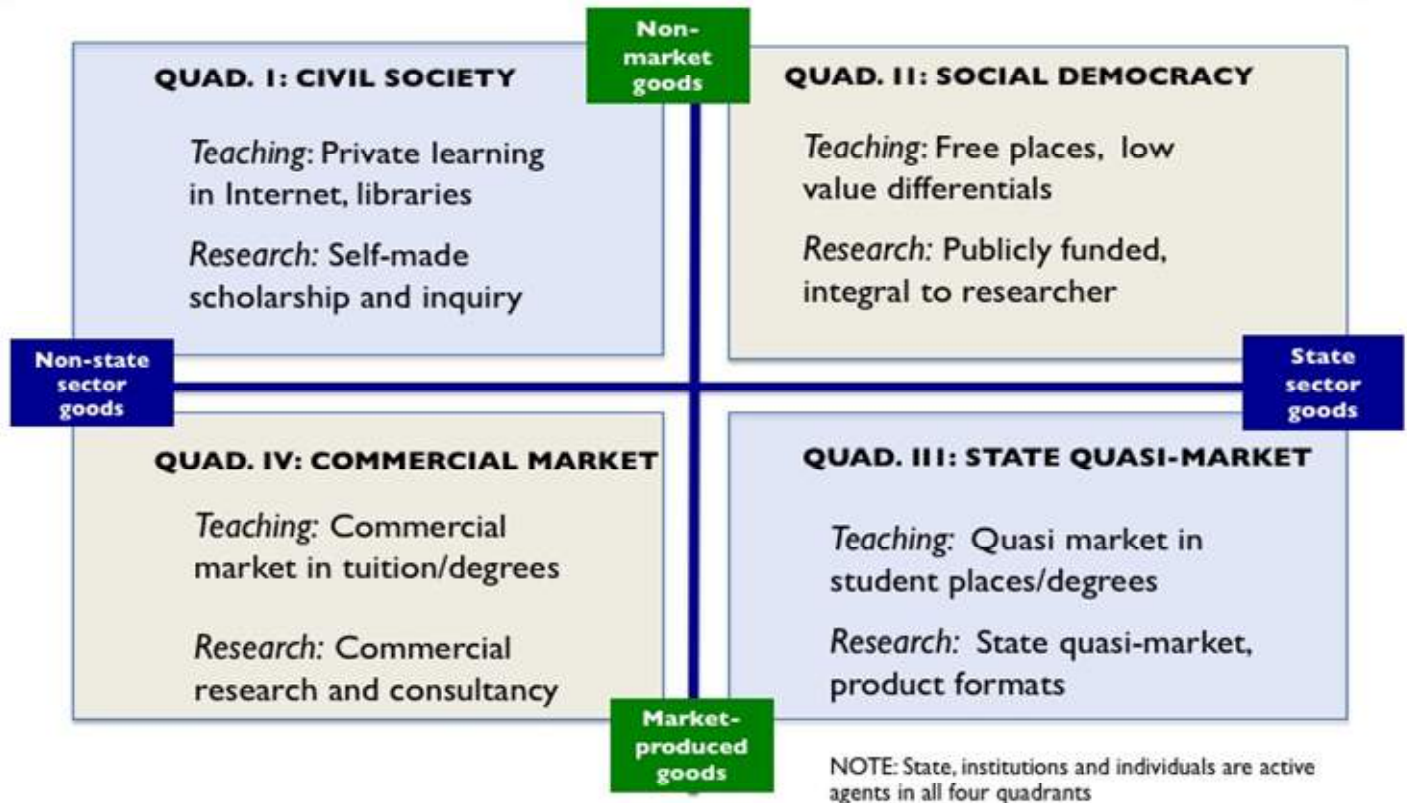 Non-
market
goods
QUAD. I: CIVIL SOCIETY
Teaching: Private learning
in Internet, libraries
Research: Self-made
scholarship and inquiry
QUAD. II: SOCIAL DEMOCRACY
Teaching: Free places, low
value differentials
Research: Publicly funded,
integral to researcher
Non-state
sector
goods
State
sector
goods
QUAD. IV: COMMERCIAL MARKET
Teaching: Commercial
market in tuition/degrees
Research: Commercial
research and consultancy
QUAD. III: STATE QUASI-MARKET
Teaching: Quasi market in
student places/degrees
Research: State quasi-market,
product formats
Market-
produced
goods
NOTE: State, institutions and individuals are active
agents in all four quadrants